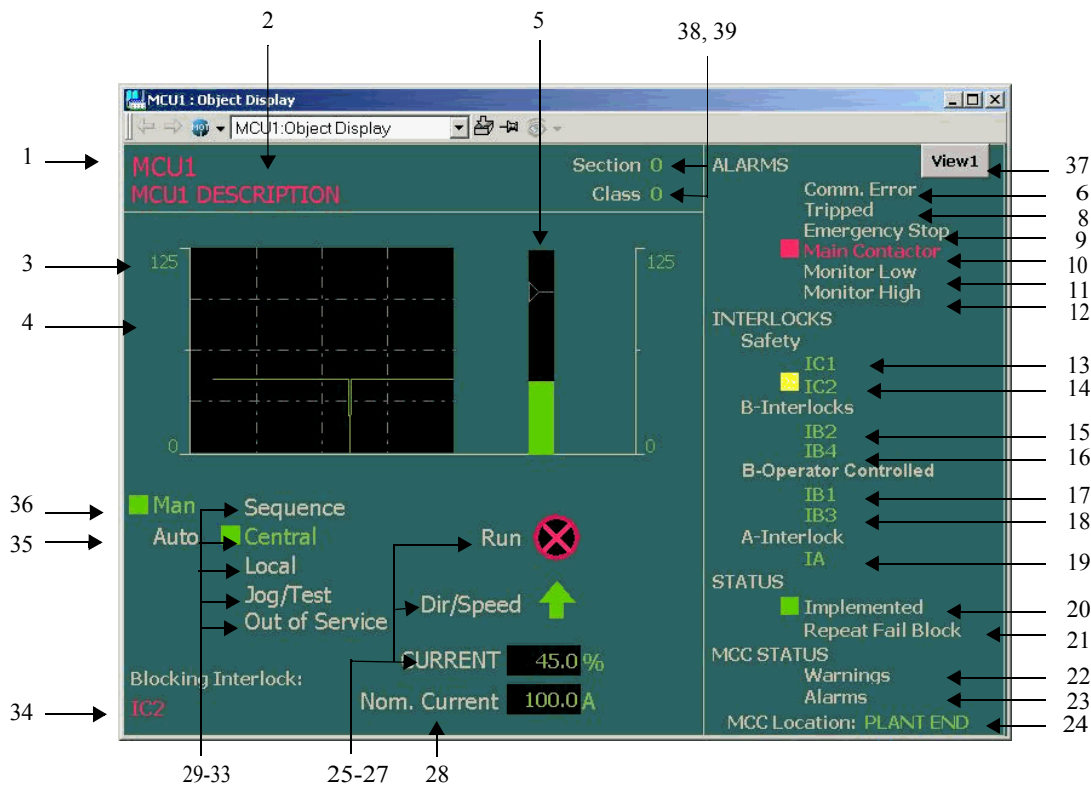 2
5
38, 39
MCU1 : Object Display
HOT
MCU1:Object Display
1
MCU1
MCU1 DESCRIPTION
Section 0
Class 0
ALARMS
View1
37
Comm. Error
6
Tripped
8
Emergency Stop
9
Main Contactor
10
Monitor Low
11
Monitor High
12
3
125
125
4
0
0
INTERLOCKS
Safety
IC1
13
IC2
14
B-Interlocks
IB2
15
IB4
16
B-Operator Controlled
IB1
17
IB3
18
A-Interlock
IA
19
36
Man
Sequence
35
Auto
Central
Local
Jog/Test
Out of Service
Run
Dir/Speed
CURRENT 45.0 %
Nom. Current 100.0 A
STATUS
Implemented
20
Repeat Fail Block
21
MCC STATUS
Warnings
22
Alarms
23
MCC Location: PLANT END
24
Blocking Interlock:
34
IC2
29-33
25-27
28